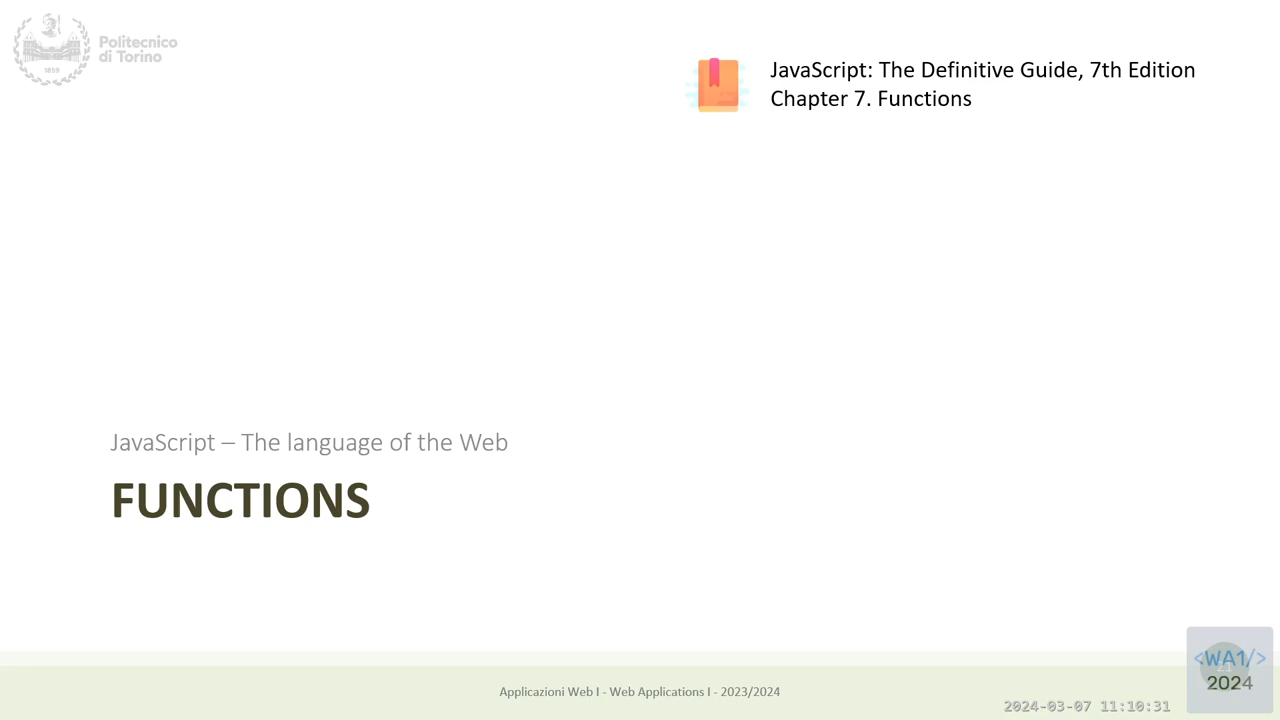 Politecnico
di Torino
1859
JavaScript: The Definitive Guide, 7th Edition
Chapter 7. Functions
JavaScript – The language of the Web
FUNCTIONS
Applicazioni Web I - Web Applications I - 2023/2024
2024-03-07 11:10:31
<WA1/>
2024